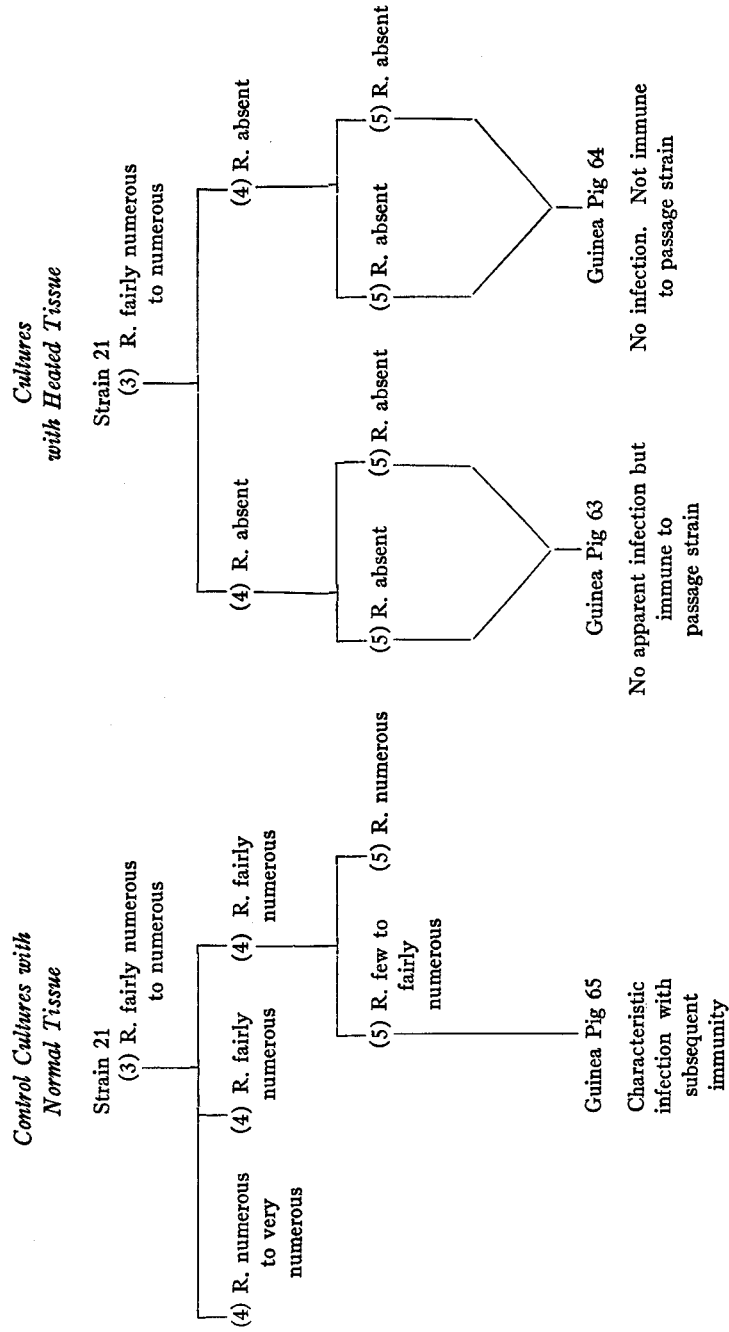 Control Cultures with
Normal Tissue
Strain 21
(3) R. fairly numerous
to numerous
(4) R. numerous
to very
numerous
(4) R. fairly
numerous
(4) R. fairly
numerous
(5) R. few to
fairly
numerous
(5) R. numerous
Guinea Pig 65
Characteristic
infection with
subsequent
immunity
Cultures
with Heated Tissue
Strain 21
(3) R. fairly numerous
to numerous
(4) R. absent
(4) R. absent
(5) R. absent
(5) R. absent
(5) R. absent
(5) R. absent
Guinea Pig 63
No apparent infection but
immune to
passage strain
Guinea Pig 64
No infection. Not immune
to passage strain